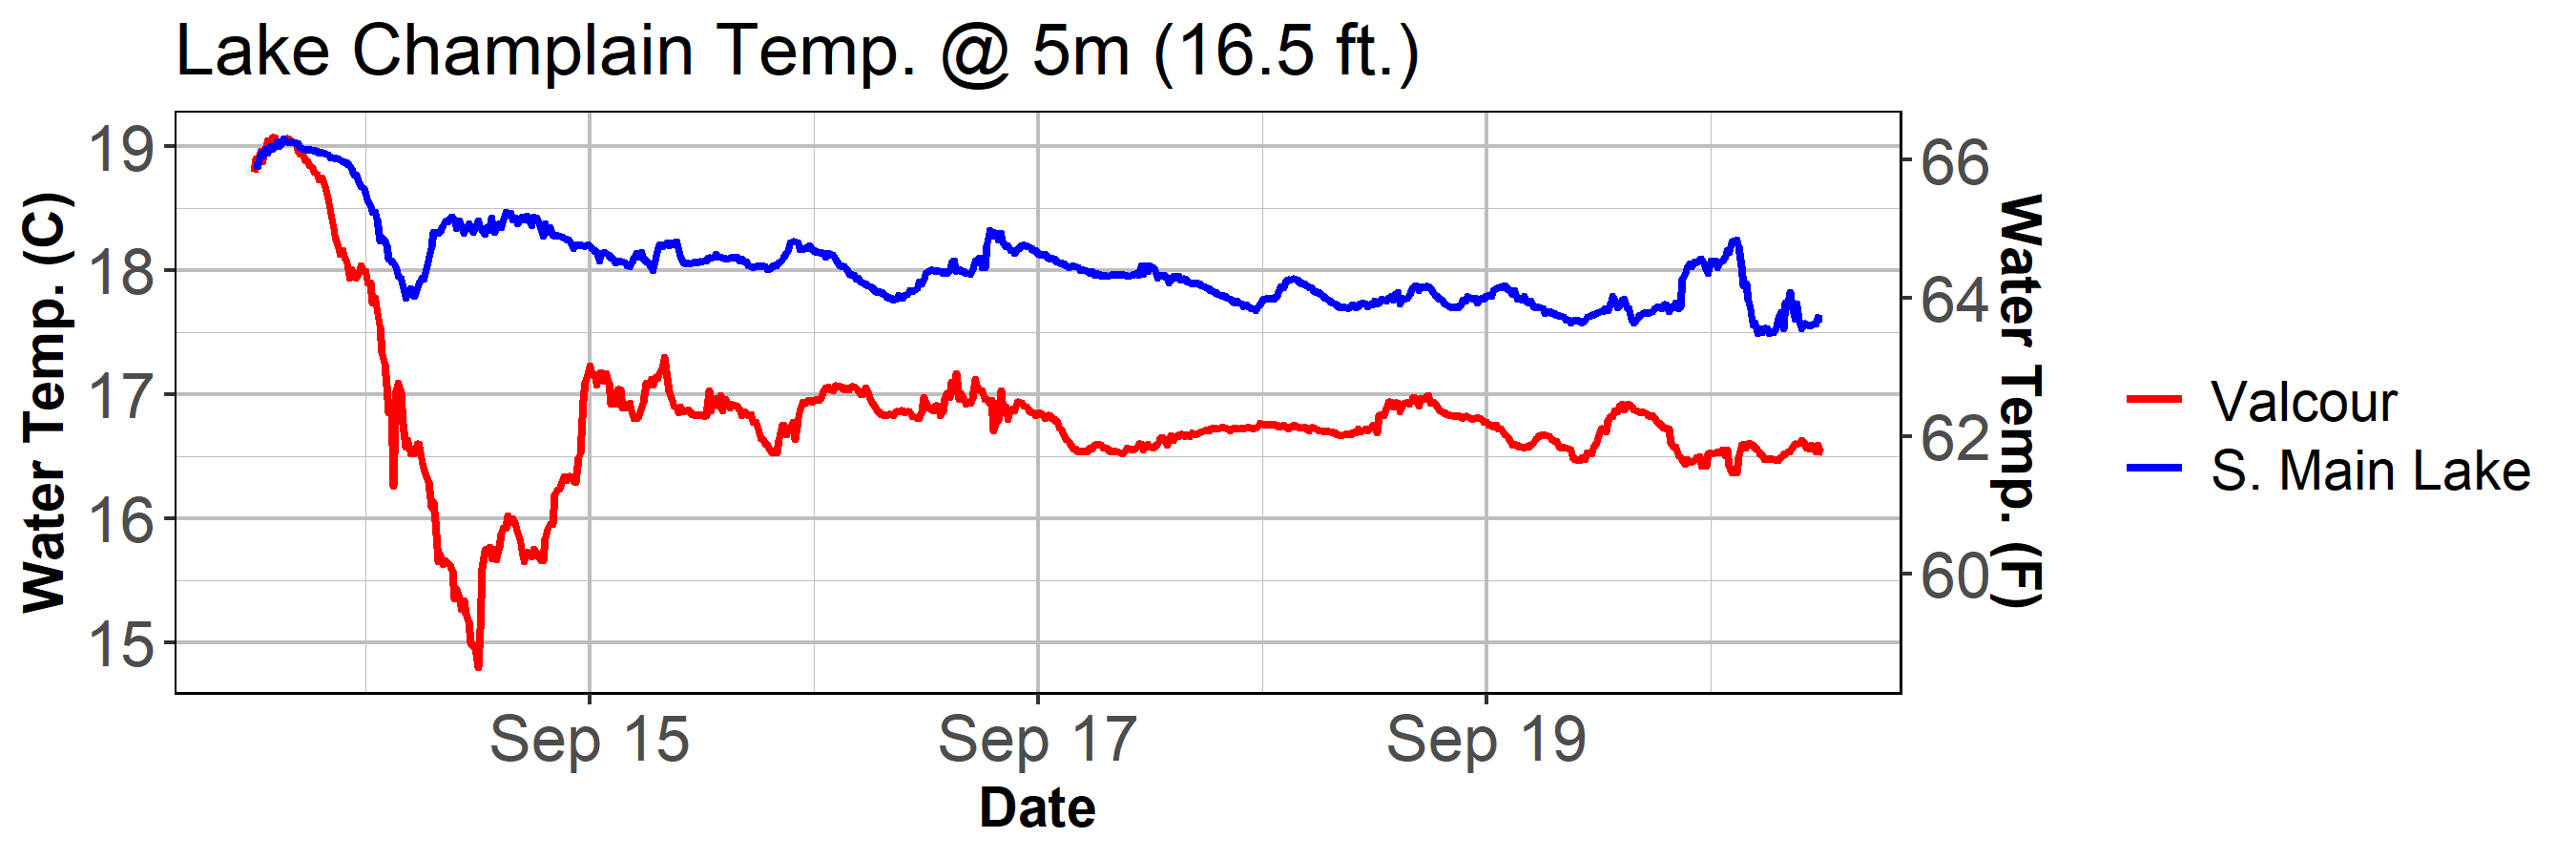 Lake Champlain Temp. @ 5m (16.5 ft.)
Water Temp. (C)
19
18
17
16
15
66
64
62
60
Water Temp. (F)
Sep 15
Sep 17
Sep 19
Date
Valcour
S. Main Lake